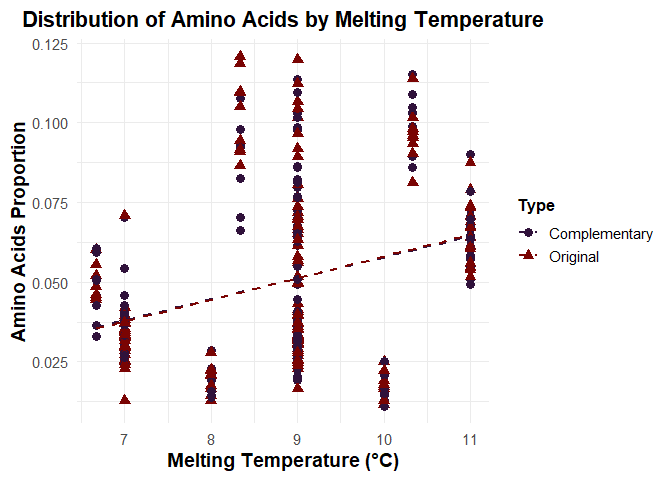 Distribution of Amino Acids by Melting Temperature
0.125
0.100
0.075
0.050
0.025
Amino Acids Proportion
7 8 9 10 11
Melting Temperature (°C)
Type
Complementary
Original